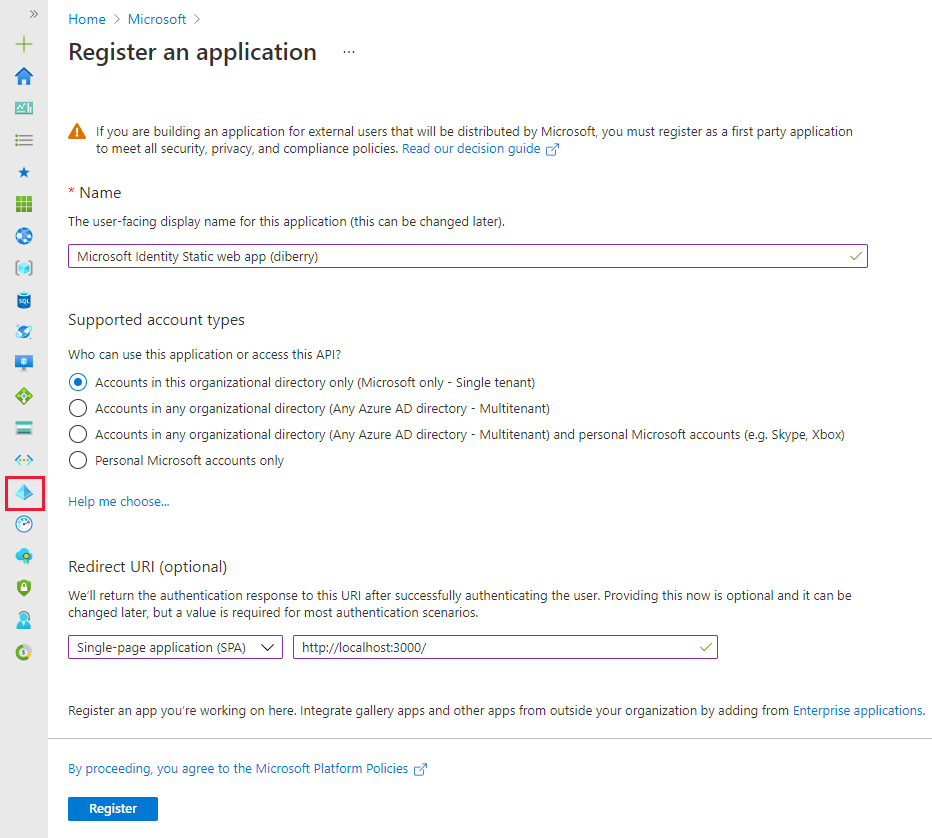 »
Home > Microsoft >
Register an application ...
If you are building an application for external users that will be distributed by Microsoft, you must register as a first party application
to meet all security, privacy, and compliance policies. Read our decision guide
* Name
The user-facing display name for this application (this can be changed later).
Microsoft Identity Static web app (diberry)
Supported account types
Who can use this application or access this API?
Accounts in this organizational directory only (Microsoft only - Single tenant)
Accounts in any organizational directory (Any Azure AD directory - Multitenant)
Accounts in any organizational directory (Any Azure AD directory - Multitenant) and personal Microsoft accounts (e.g. Skype, Xbox)
Personal Microsoft accounts only
Help me choose...
Redirect URI (optional)
We'll return the authentication response to this URI after successfully authenticating the user. Providing this now is optional and it can be
changed later, but a value is required for most authentication scenarios.
Single-page application (SPA) http://localhost:3000/
Register an app you're working on here. Integrate gallery apps and other apps from outside your organization by adding from Enterprise applications.
By proceeding, you agree to the Microsoft Platform Policies
Register
SQL